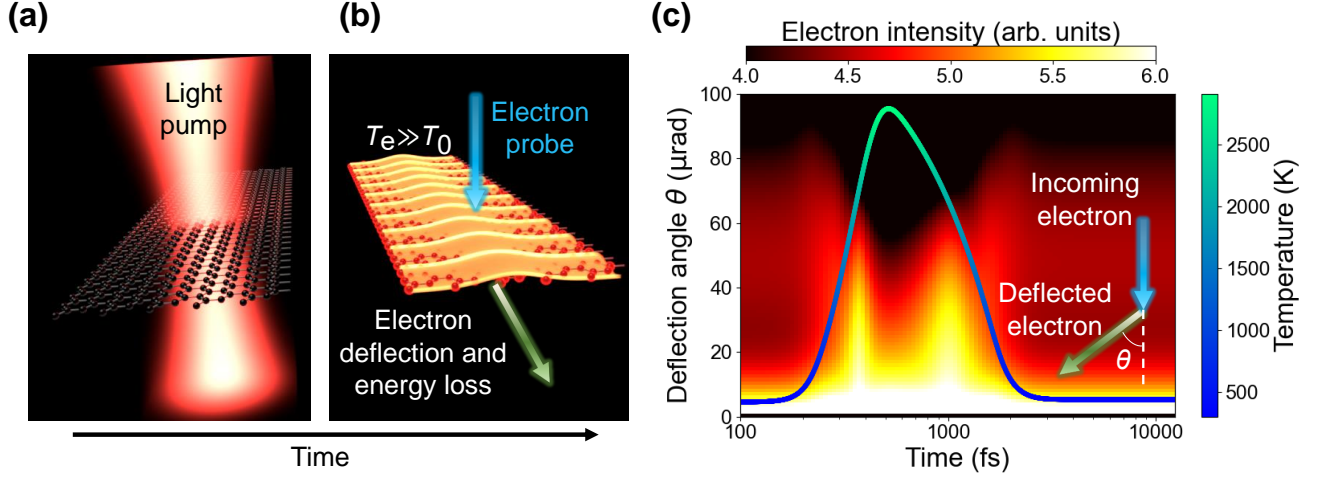 (a)
Light
pump
(b)
Te≫T0
Electron
probe
Electron
deflection and
energy loss
Time
(c)
Electron intensity (arb. units)
4.0 4.5 5.0 5.5 6.0
Deflection angle θ (μrad)
100
80
60
40
20
0
100 1000 10000
Time (fs)
Incoming
electron
Deflected
electron
θ
Temperature (K)
2500
2000
1500
1000
500